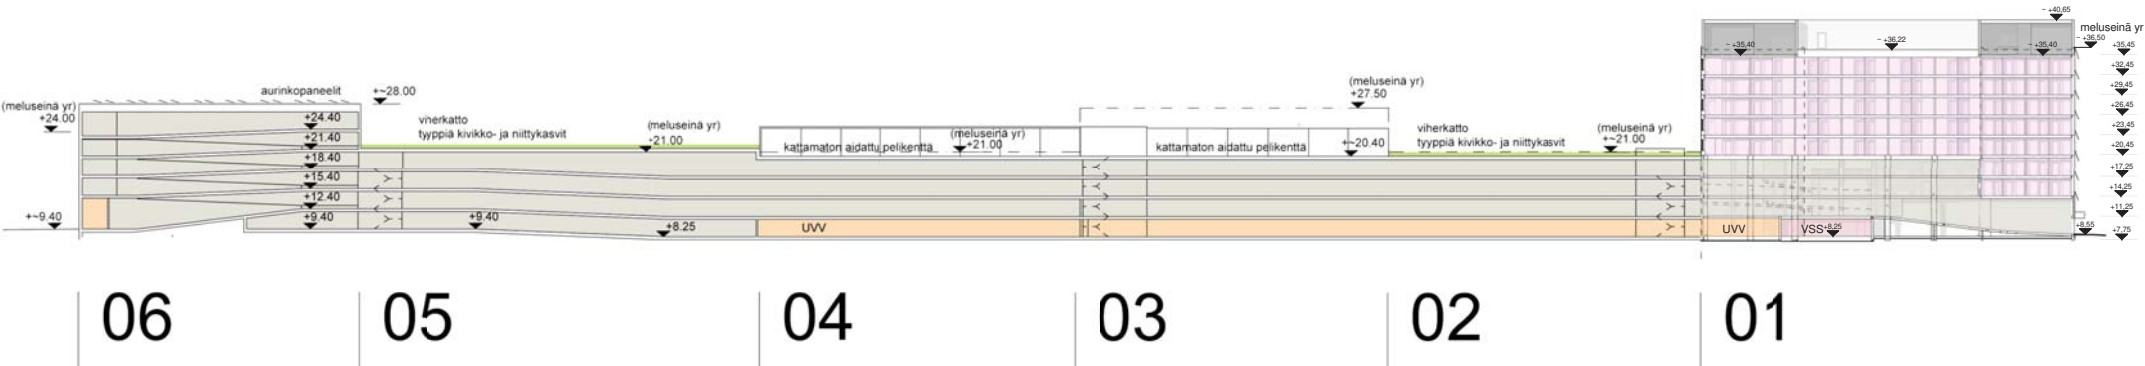 ~ +40,65
meluseinä yr
~ +36,50
~ +35,40
~ +36,22
~ +35,40
+35,45
+32,45
+29,45
+26,45
+23,45
+20,45
+17,25
+14,25
+11,25
+8,55
+7,75
aurinkopaneelit
+~28.00
(meluseinä yr)
+24.00
+24.40
+21.40
+18.40
+15.40
+12.40
+9.40
+~9.40
viherkatto
tyyppiä kivikko- ja niittykasvit
(meluseinä yr)
+21.00
+9.40
+8.25
kattamaton aidattu pelikenttä
(meluseinä yr)
+21.00
UVV
(meluseinä yr)
+27.50
kattamaton aidattu pelikenttä
+~20.40
viherkatto
tyyppiä kivikko- ja niittykasvit
(meluseinä yr)
+~21.00
UVV
VSS
+8,25
06
05
04
03
02
01